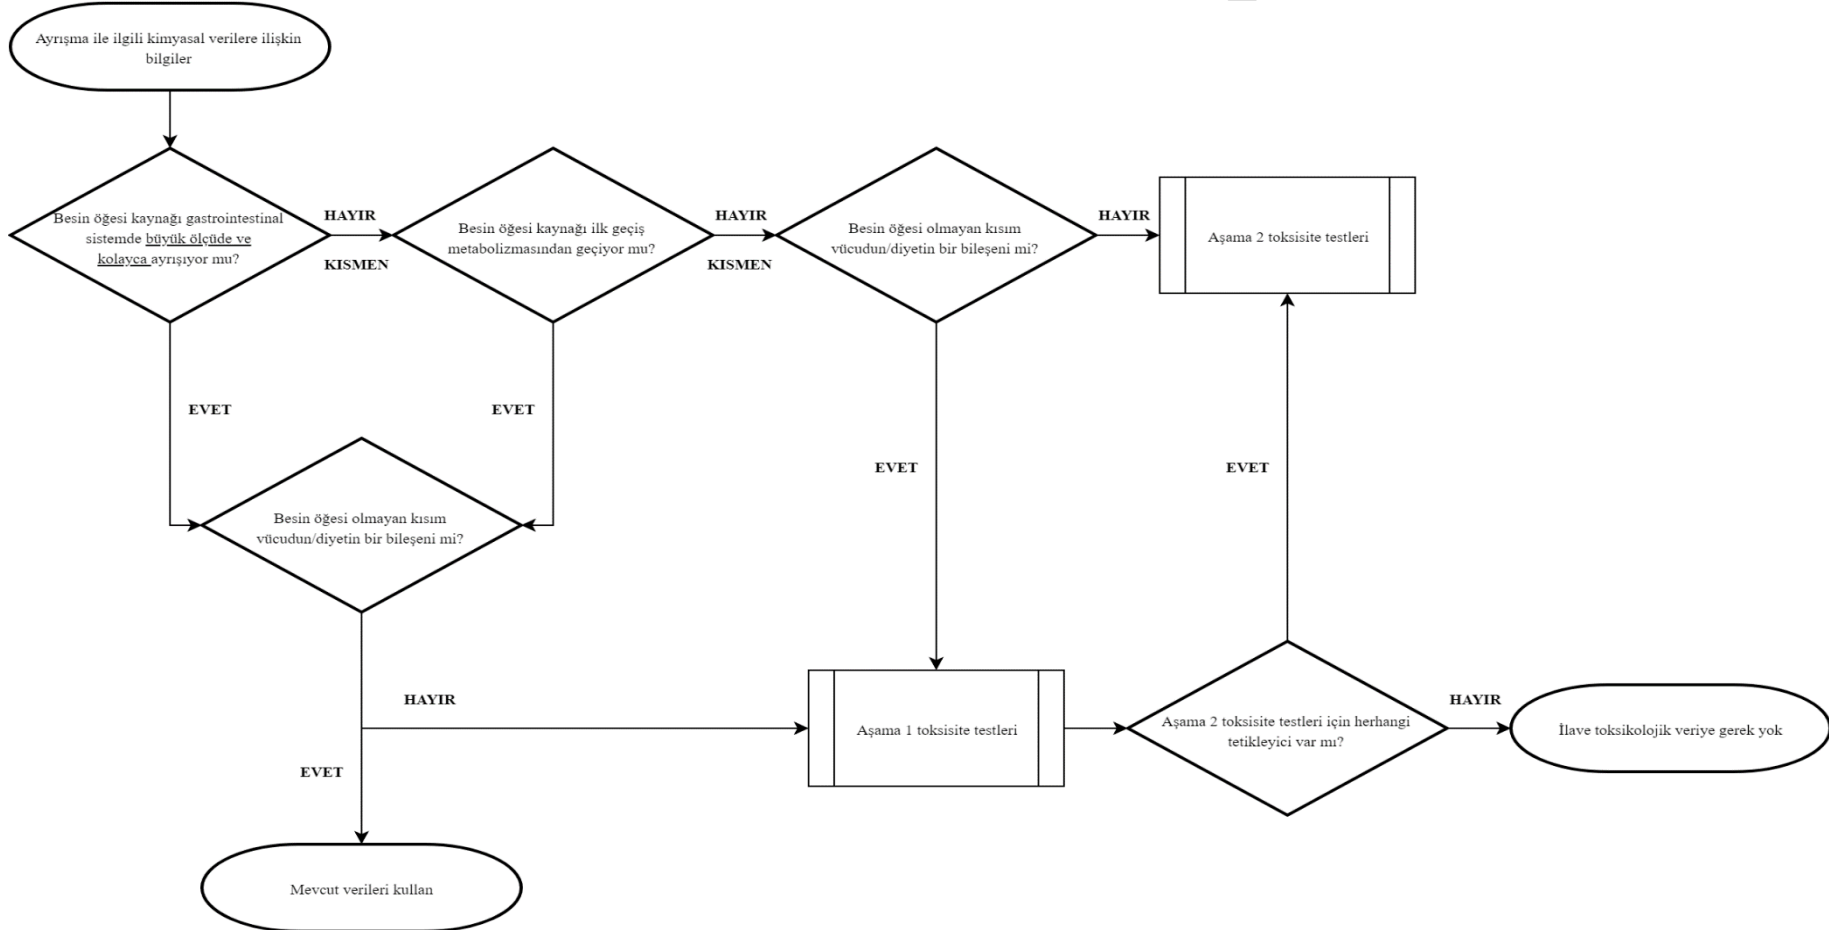 Ayrışma ile ilgili kimyasal verilere ilişkin
bilgiler
Besin öğesi kaynağı gastrointestinal
sistemde büyük ölçüde ve
kolayca ayrışıyor mu?
HAYIR
KISMEN
Besin öğesi kaynağı ilk geçiş
metabolizmasından geçiyor mu?
HAYIR
KISMEN
Besin öğesi olmayan kısım
vücudun/diyetin bir bileşeni mi?
HAYIR
Aşama 2 toksisite testleri
EVET
EVET
EVET
EVET
Besin öğesi olmayan kısım
vücudun/diyetin bir bileşeni mi?
HAYIR
EVET
Aşama 1 toksisite testleri
Aşama 2 toksisite testleri için herhangi
tetikleyici var mı?
HAYIR
İlave toksikolojik veriye gerek yok
Mevcut verileri kullan